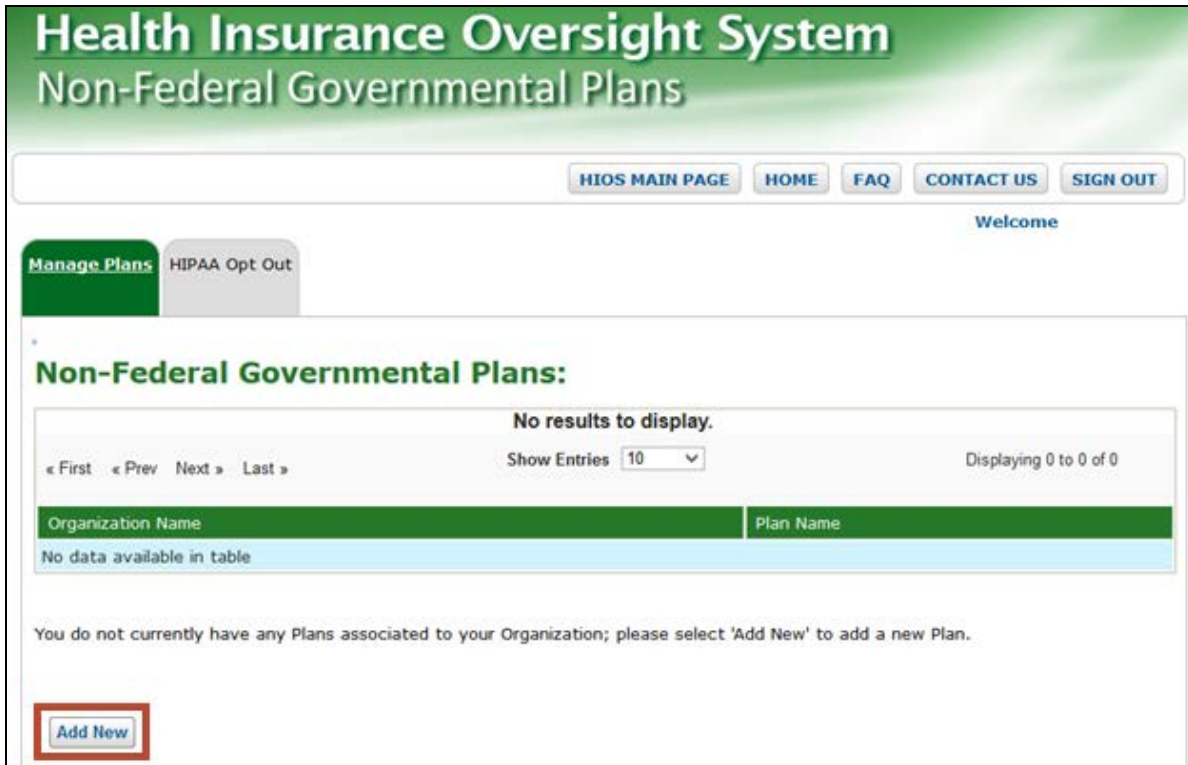 Health Insurance Oversight System
Non-Federal Governmental Plans
HIOS MAIN PAGE HOME FAQ CONTACT US SIGN OUT
Welcome
Manage Plans HIPAA Opt Out
Non-Federal Governmental Plans:
No results to display.
« First « Prev Next » Last » Show Entries 10 Displaying 0 to 0 of 0
Organization Name Plan Name
No data available in table
You do not currently have any Plans associated to your Organization; please select 'Add New' to add a new Plan.
Add New